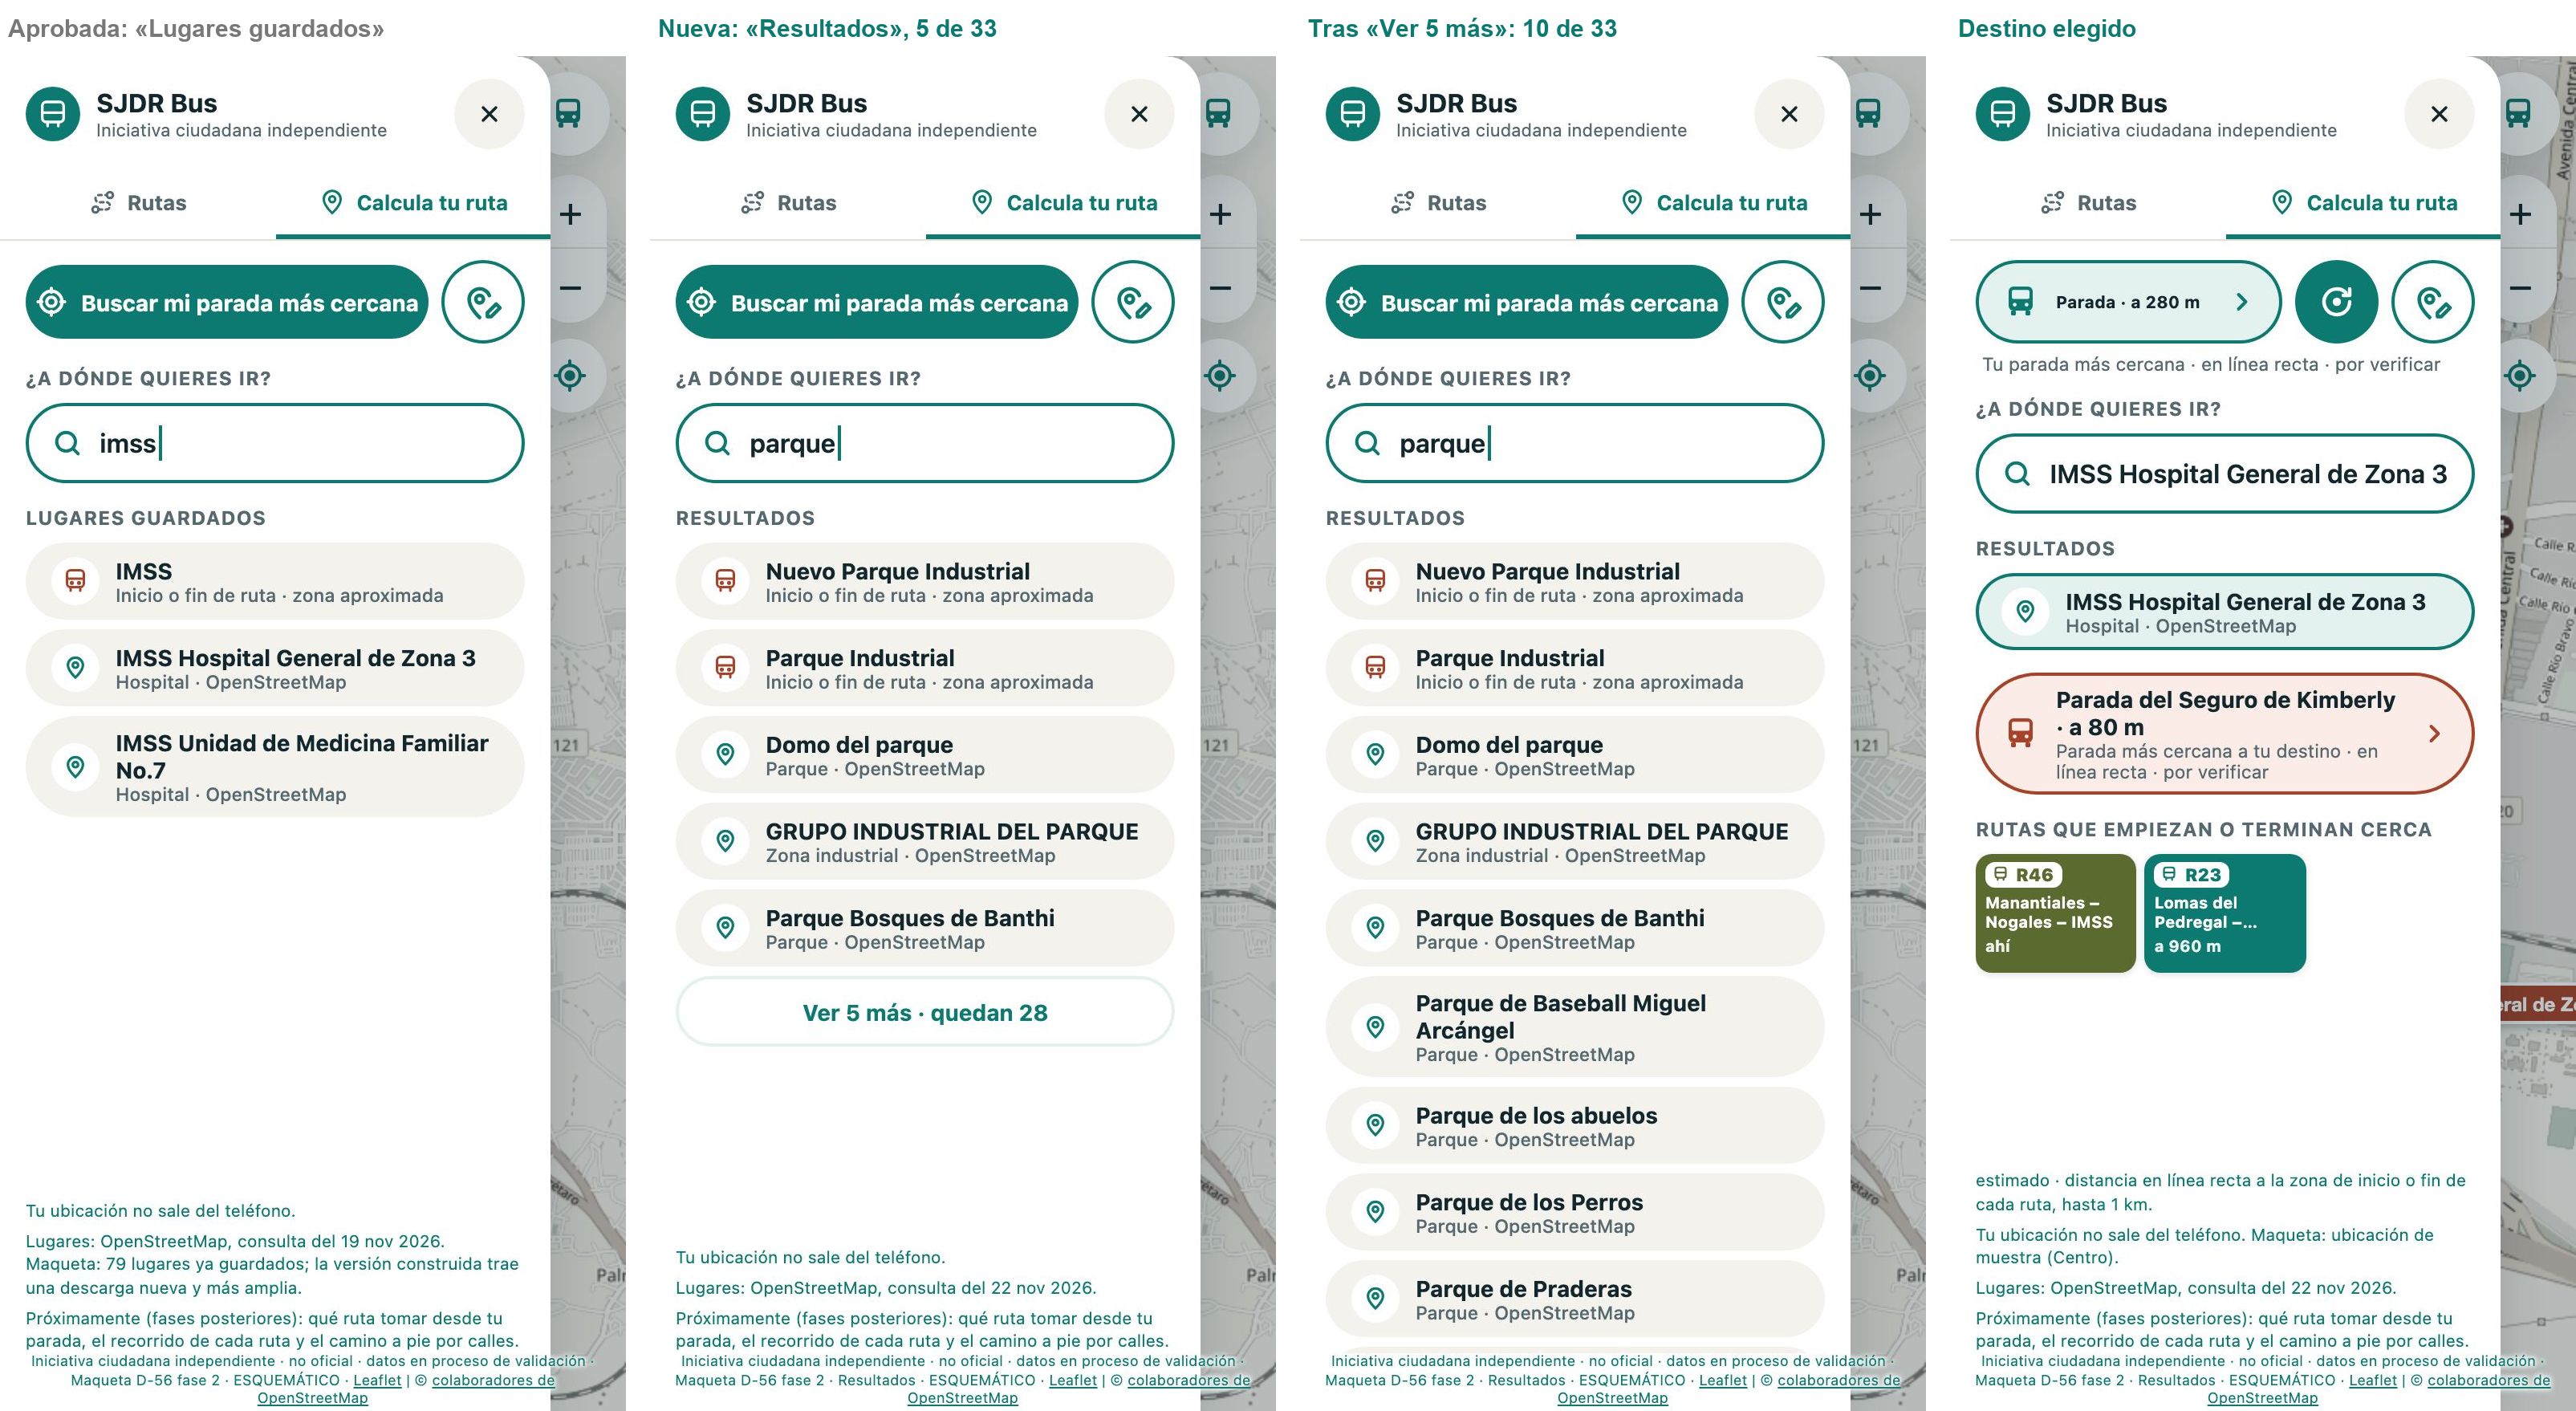 Aprobada: «Lugares guardados»
SJDR Bus
Iniciativa ciudadana independiente
Rutas
Calcula tu ruta
Buscar mi parada más cercana
¿A DÓNDE QUIERES IR?
imss
LUGARES GUARDADOS
IMSS
Inicio o fin de ruta · zona aproximada
IMSS Hospital General de Zona 3
Hospital · OpenStreetMap
IMSS Unidad de Medicina Familiar
No.7
Hospital · OpenStreetMap
121
Tu ubicación no sale del teléfono.
Lugares: OpenStreetMap, consulta del 19 nov 2026.
Maqueta: 79 lugares ya guardados; la versión construida trae
una descarga nueva y más amplia.
Próximamente (fases posteriores): qué ruta tomar desde tu
parada, el recorrido de cada ruta y el camino a pie por calles.
Iniciativa ciudadana independiente · no oficial · datos en proceso de validación ·
Maqueta D-56 fase 2 · ESQUEMÁTICO · Leaflet | © colaboradores de
OpenStreetMap
Nueva: «Resultados», 5 de 33
SJDR Bus
Iniciativa ciudadana independiente
Rutas
Calcula tu ruta
Buscar mi parada más cercana
¿A DÓNDE QUIERES IR?
parque
RESULTADOS
Nuevo Parque Industrial
Inicio o fin de ruta · zona aproximada
Parque Industrial
Inicio o fin de ruta · zona aproximada
Domo del parque
Parque · OpenStreetMap
GRUPO INDUSTRIAL DEL PARQUE
Zona industrial · OpenStreetMap
Parque Bosques de Banthi
Parque · OpenStreetMap
Ver 5 más · quedan 28
121
Tu ubicación no sale del teléfono.
Lugares: OpenStreetMap, consulta del 22 nov 2026.
Próximamente (fases posteriores): qué ruta tomar desde tu
parada, el recorrido de cada ruta y el camino a pie por calles.
Iniciativa ciudadana independiente · no oficial · datos en proceso de validación ·
Maqueta D-56 fase 2 · Resultados · ESQUEMÁTICO · Leaflet | © colaboradores de
OpenStreetMap
Tras «Ver 5 más»: 10 de 33
SJDR Bus
Iniciativa ciudadana independiente
Rutas
Calcula tu ruta
Buscar mi parada más cercana
¿A DÓNDE QUIERES IR?
parque
RESULTADOS
Nuevo Parque Industrial
Inicio o fin de ruta · zona aproximada
Parque Industrial
Inicio o fin de ruta · zona aproximada
Domo del parque
Parque · OpenStreetMap
GRUPO INDUSTRIAL DEL PARQUE
Zona industrial · OpenStreetMap
Parque Bosques de Banthi
Parque · OpenStreetMap
Parque de Baseball Miguel
Arcángel
Parque · OpenStreetMap
Parque de los abuelos
Parque · OpenStreetMap
Parque de los Perros
Parque · OpenStreetMap
Parque de Praderas
Parque · OpenStreetMap
121
Iniciativa ciudadana independiente · no oficial · datos en proceso de validación ·
Maqueta D-56 fase 2 · Resultados · ESQUEMÁTICO · Leaflet | © colaboradores de
OpenStreetMap
Destino elegido
SJDR Bus
Iniciativa ciudadana independiente
Rutas
Calcula tu ruta
Parada · a 280 m
Tu parada más cercana · en línea recta · por verificar
¿A DÓNDE QUIERES IR?
IMSS Hospital General de Zona 3
RESULTADOS
IMSS Hospital General de Zona 3
Hospital · OpenStreetMap
Parada del Seguro de Kimberly
· a 80 m
Parada más cercana a tu destino · en
línea recta · por verificar
RUTAS QUE EMPIEZAN O TERMINAN CERCA
R46
Manantiales –
Nogales – IMSS
ahí
R23
Lomas del
Pedregal –...
a 960 m
Avenida Central
Calle Río Bravo
estimado · distancia en línea recta a la zona de inicio o fin de
cada ruta, hasta 1 km.
Tu ubicación no sale del teléfono. Maqueta: ubicación de
muestra (Centro).
Lugares: OpenStreetMap, consulta del 22 nov 2026.
Próximamente (fases posteriores): qué ruta tomar desde tu
parada, el recorrido de cada ruta y el camino a pie por calles.
Iniciativa ciudadana independiente · no oficial · datos en proceso de validación ·
Maqueta D-56 fase 2 · Resultados · ESQUEMÁTICO · Leaflet | © colaboradores de
OpenStreetMap